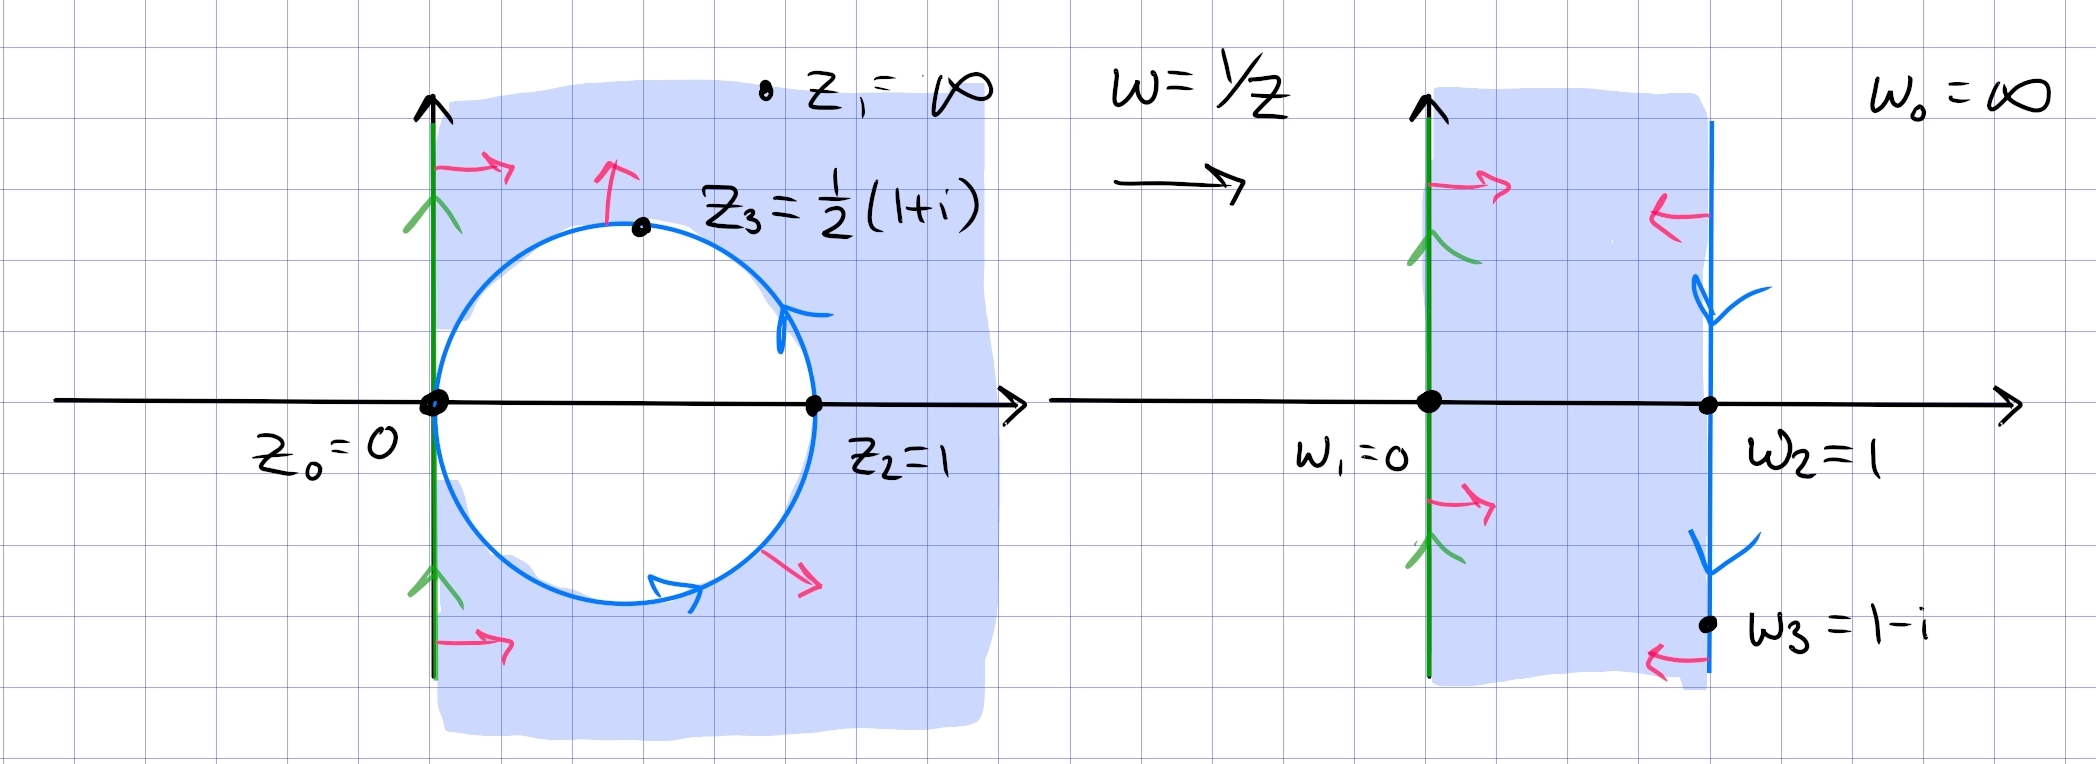 z₁ = ∞
z₃ = ½(1+i)
z₀ = 0
z₂ = 1
w = 1/z
w₀ = ∞
w₁ = 0
w₂ = 1
w₃ = 1-i